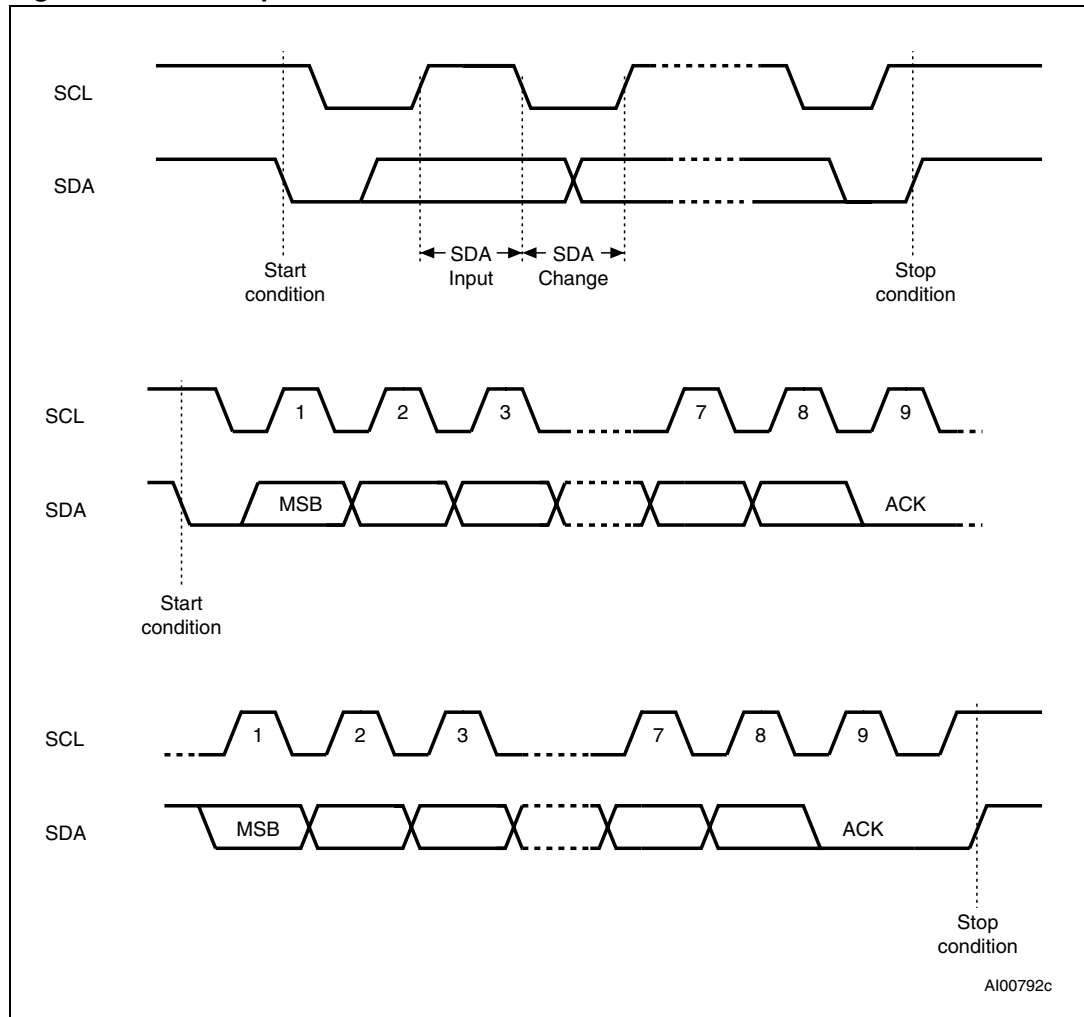 SCL
SDA
SDA
Input
SDA
Change
Start
condition
Stop
condition
SCL
1 2 3 7 8 9
SDA
MSB ACK
Start
condition
SCL
1 2 3 7 8 9
SDA
MSB ACK
Stop
condition
AI00792c